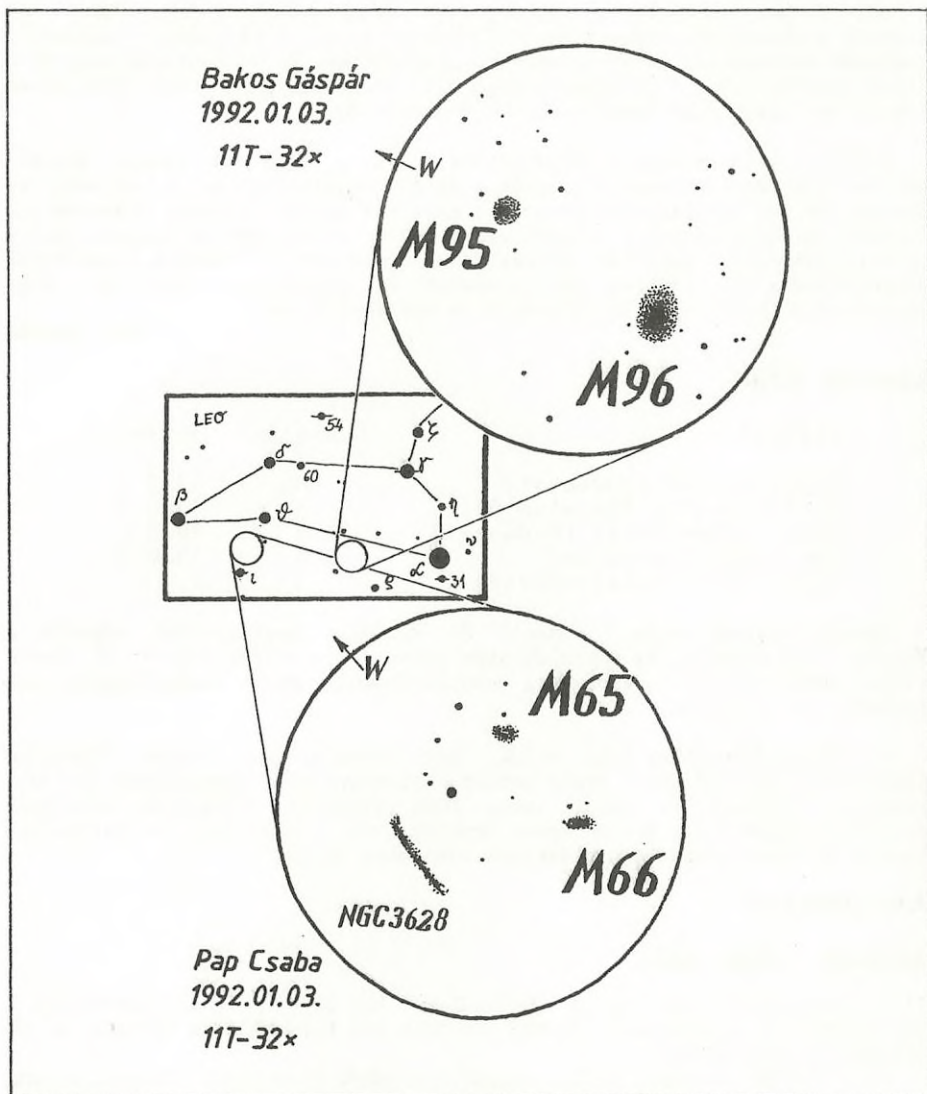 Bakos Gáspár
1992.01.03.
11T-32×
W
M95
M96
LEO
54
ζ
δ
60
γ
β
ϑ
η
α
ι
31
W
M65
M66
NGC3628
Pap Csaba
1992.01.03.
11T-32×